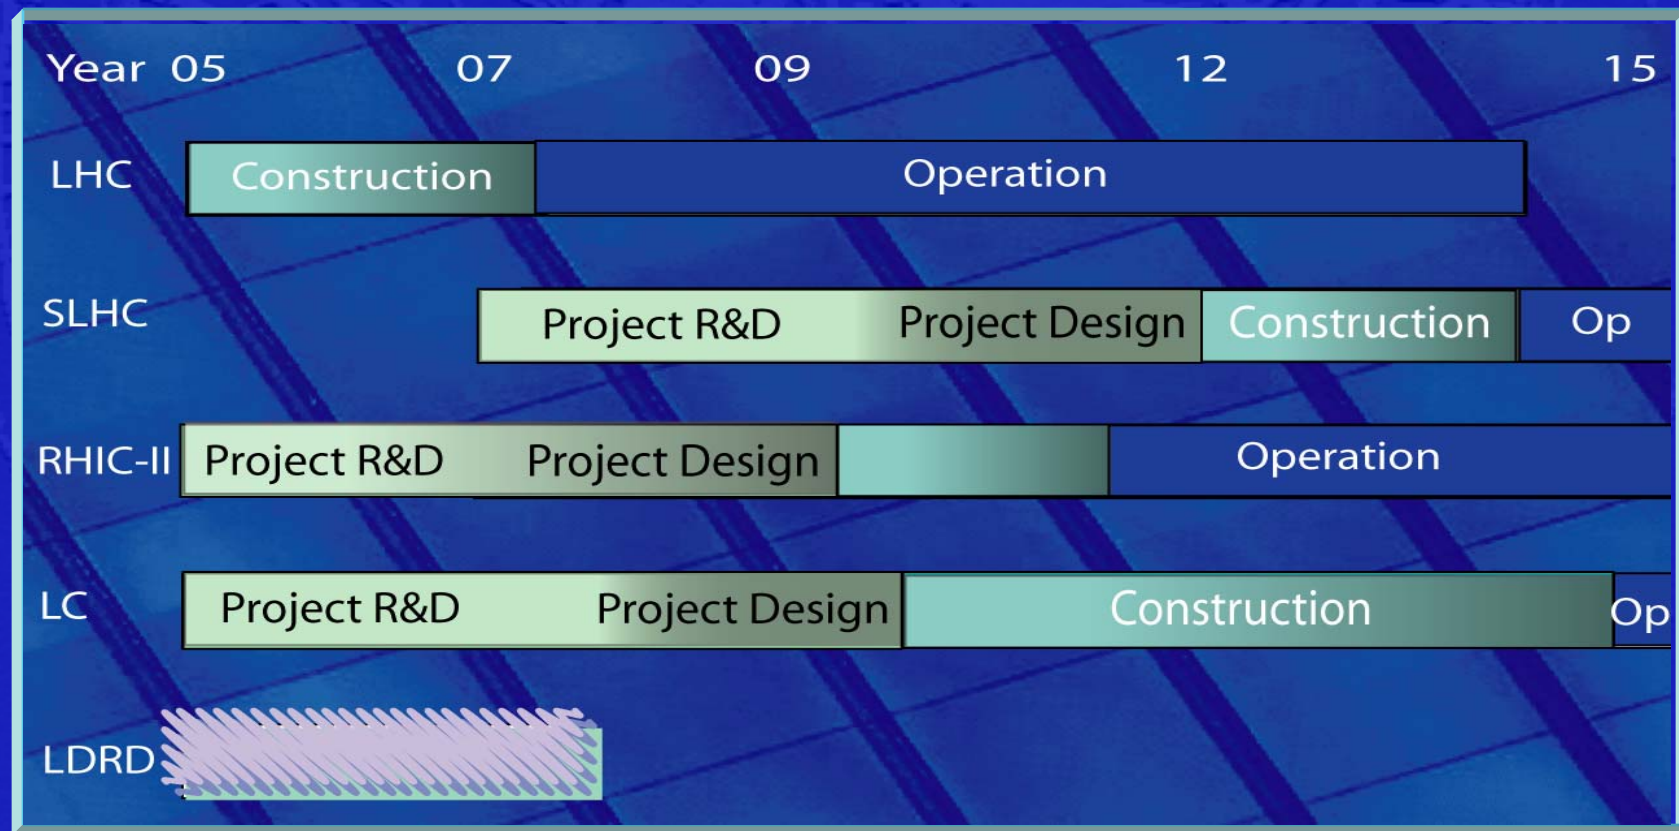 Year 05 07 09 12 15
LHC Construction Operation
SLHC Project R&D Project Design Construction Op
RHIC-II Project R&D Project Design Operation
LC Project R&D Project Design Construction Op
LDRD